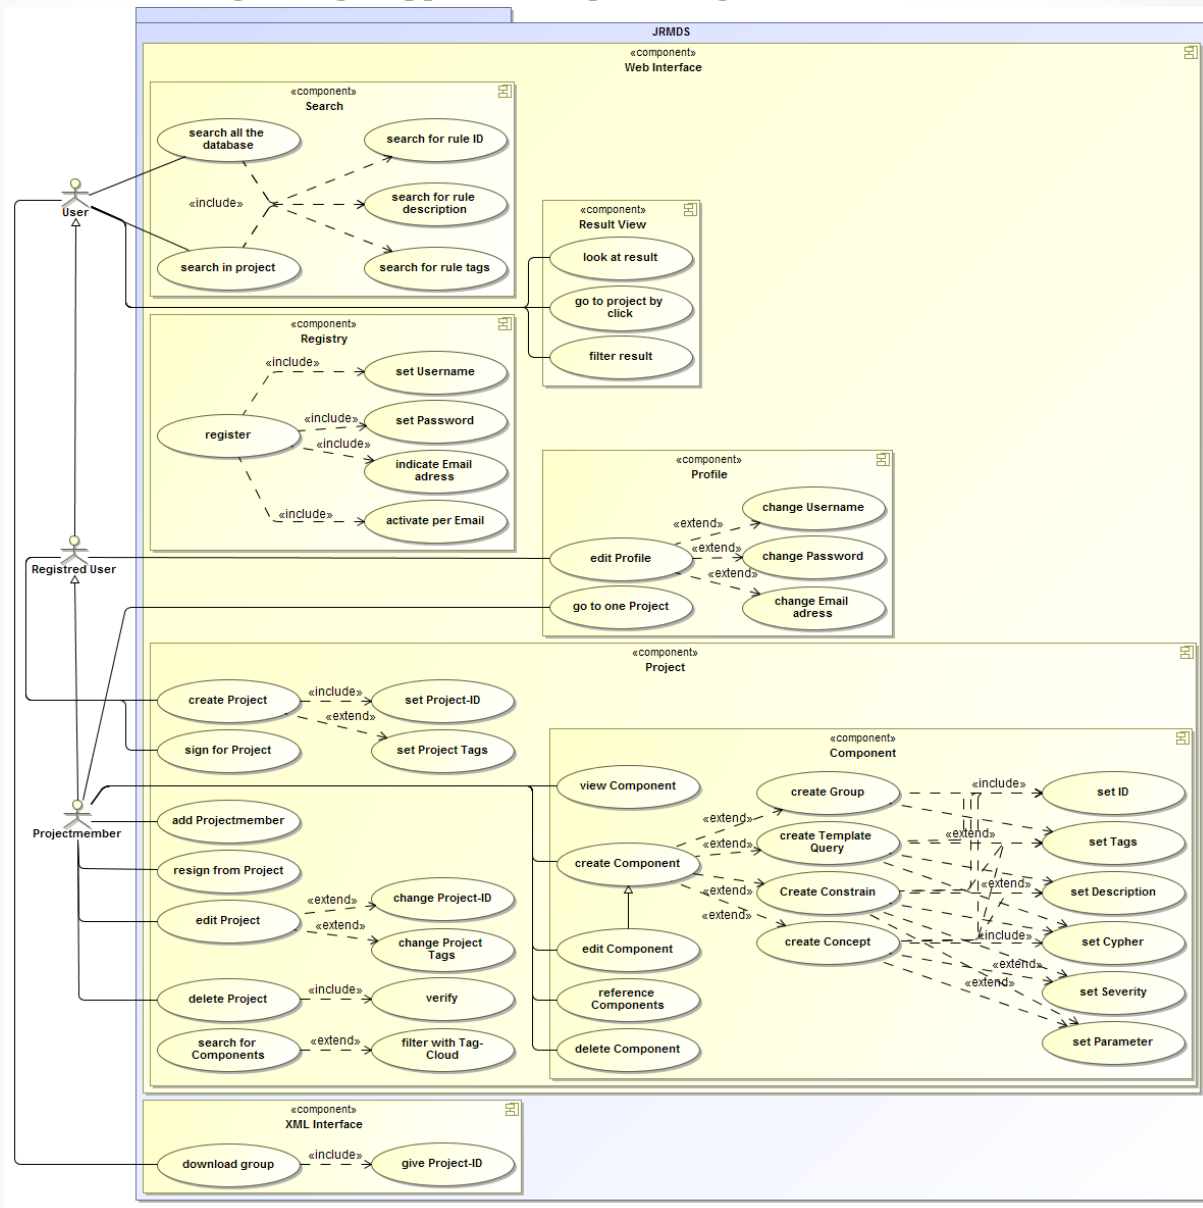 JRMDS
«component»
Web Interface
«component»
Search
search all the
database
search in project
«include»
search for rule ID
search for rule
description
search for rule tags
User
«component»
Result View
look at result
go to project by
click
filter result
«component»
Registry
register
«include»
«include»
«include»
«include»
set Username
set Password
indicate Email
adress
activate per Email
Registred User
«component»
Profile
edit Profile
go to one Project
«extend»
«extend»
«extend»
change Username
change Password
change Email
adress
«component»
Project
create Project
«include»
set Project-ID
«extend»
sign for Project
set Project Tags
Projectmember
add Projectmember
resign from Project
edit Project
«extend»
change Project-ID
«extend»
change Project
Tags
delete Project
«include»
verify
search for
Components
«extend»
filter with Tag-
Cloud
«component»
Component
view Component
create Component
edit Component
reference
Components
delete Component
«extend»
«extend»
«extend»
«extend»
create Group
create Template
Query
Create Constrain
create Concept
«include»
«extend»
«extend»
«include»
«extend»
«extend»
set ID
set Tags
set Description
set Cypher
set Severity
set Parameter
«component»
XML Interface
download group
«include»
give Project-ID